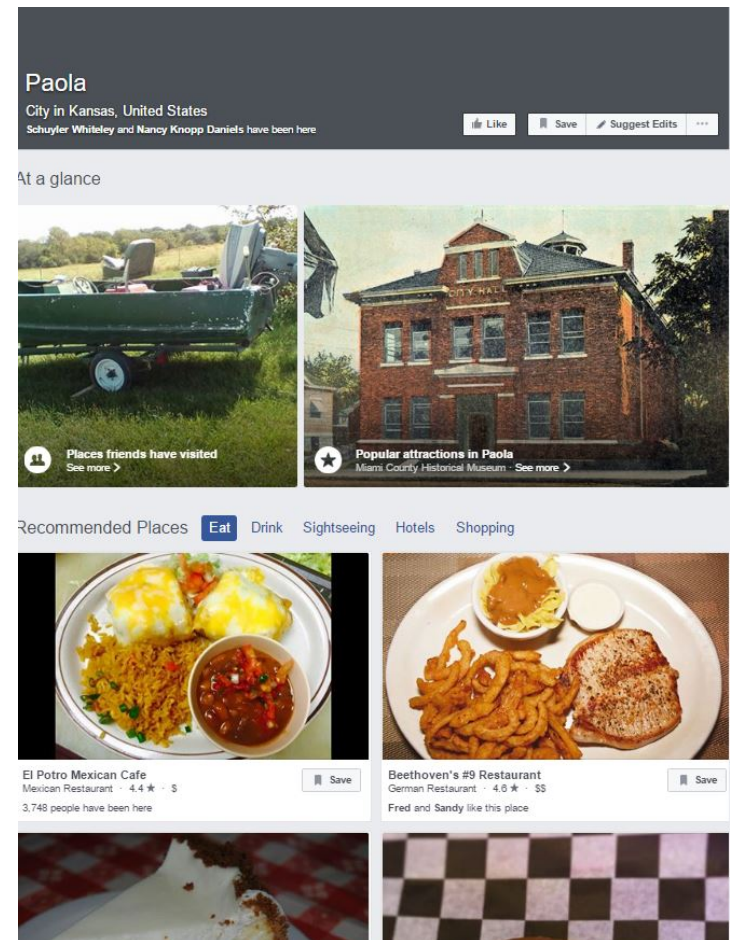 Paola
City in Kansas, United States
Schuyler Whiteley and Nancy Knopp Daniels have been here
Like
Save
Suggest Edits
...
At a glance
CITY HALL
Places friends have visited
See more >
Popular attractions in Paola
Miami County Historical Museum · See more >
Recommended Places Eat Drink Sightseeing Hotels Shopping
El Potro Mexican Cafe
Mexican Restaurant · 4.4 ★ · $
3,748 people have been here
Save
Beethoven's #9 Restaurant
German Restaurant · 4.6 ★ · $$
Fred and Sandy like this place
Save